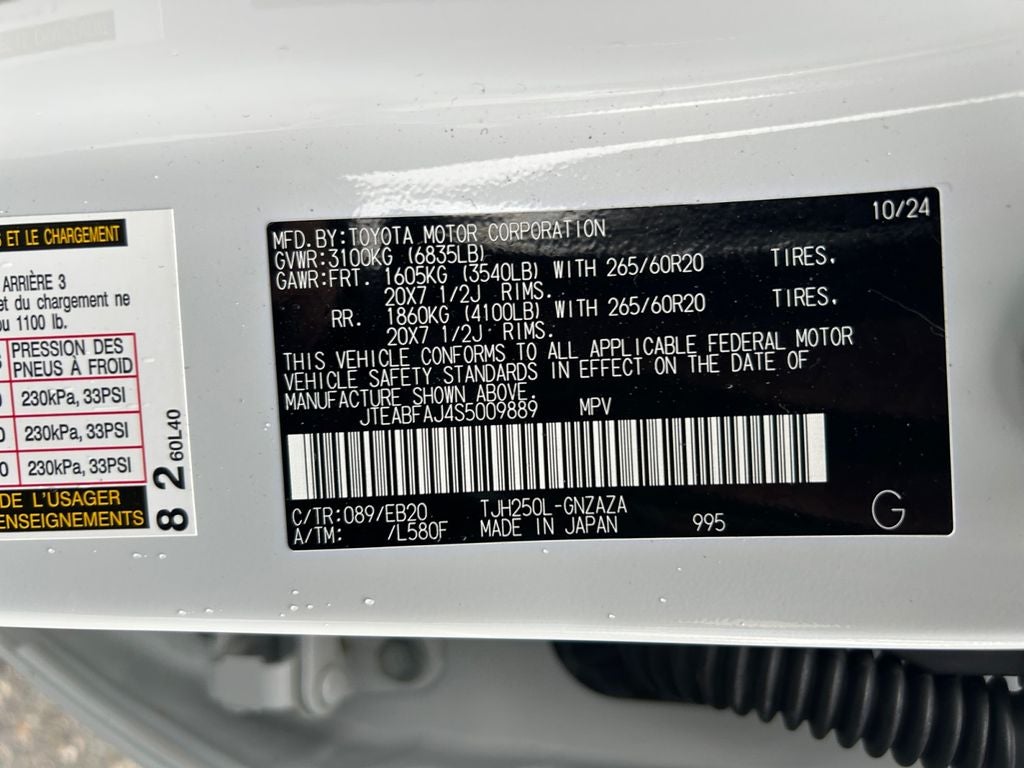 10/24
MFD. BY: TOYOTA MOTOR CORPORATION
GVWR: 3100KG (6835LB)
GAWR: FRT. 1605KG (3540LB) WITH 265/60R20 TIRES,
20X7 1/2J RIMS.
RR. 1860KG (4100LB) WITH 265/60R20 TIRES,
20X7 1/2J RIMS.
THIS VEHICLE CONFORMS TO ALL APPLICABLE FEDERAL MOTOR
VEHICLE SAFETY STANDARDS IN EFFECT ON THE DATE OF
MANUFACTURE SHOWN ABOVE.
JTEABFAJ4S5009889 MPV
C/TR: 089/EB20 TJH250L-GNZAZA
A/TM: /L580F MADE IN JAPAN 995
G
ET LE CHARGEMENT
ARRIÈRE 3
et du chargement ne
1100 lb.
PRESSION DES
PNEUS À FROID
230kPa, 33PSI
230kPa, 33PSI
230kPa, 33PSI
DE L'USAGER
ENSEIGNEMENTS
82 60L40